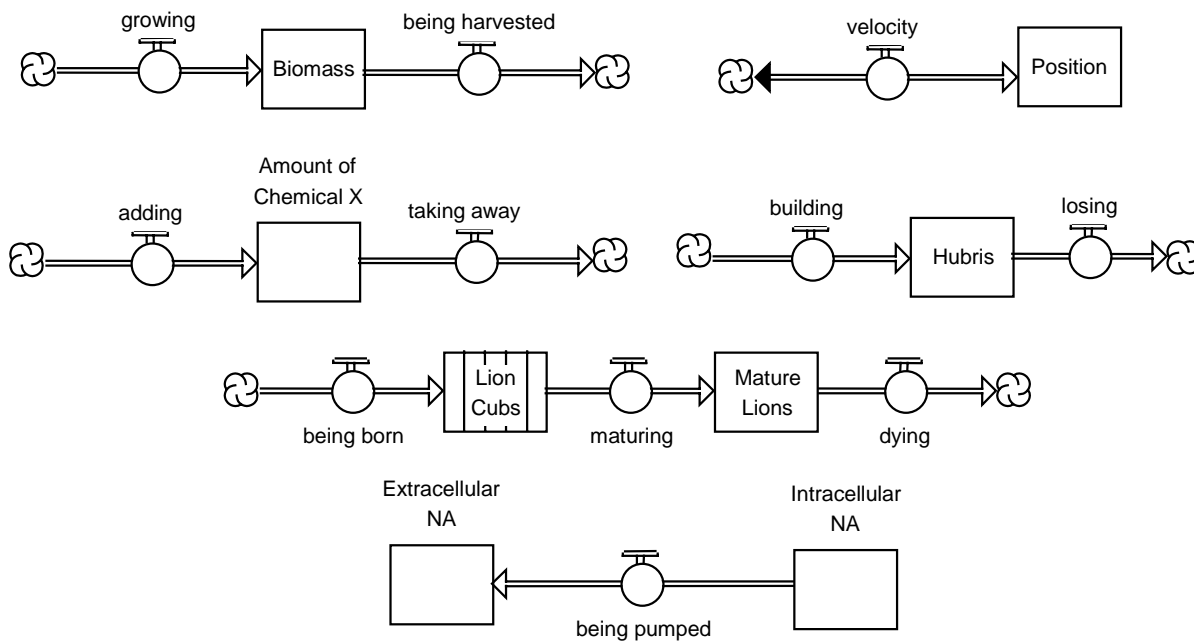 growing
being harvested
velocity
Biomass
Position
Amount of
Chemical X
adding
taking away
building
losing
Hubris
Lion
Cubs
Mature
Lions
being born
maturing
dying
Extracellular
NA
Intracellular
NA
being pumped